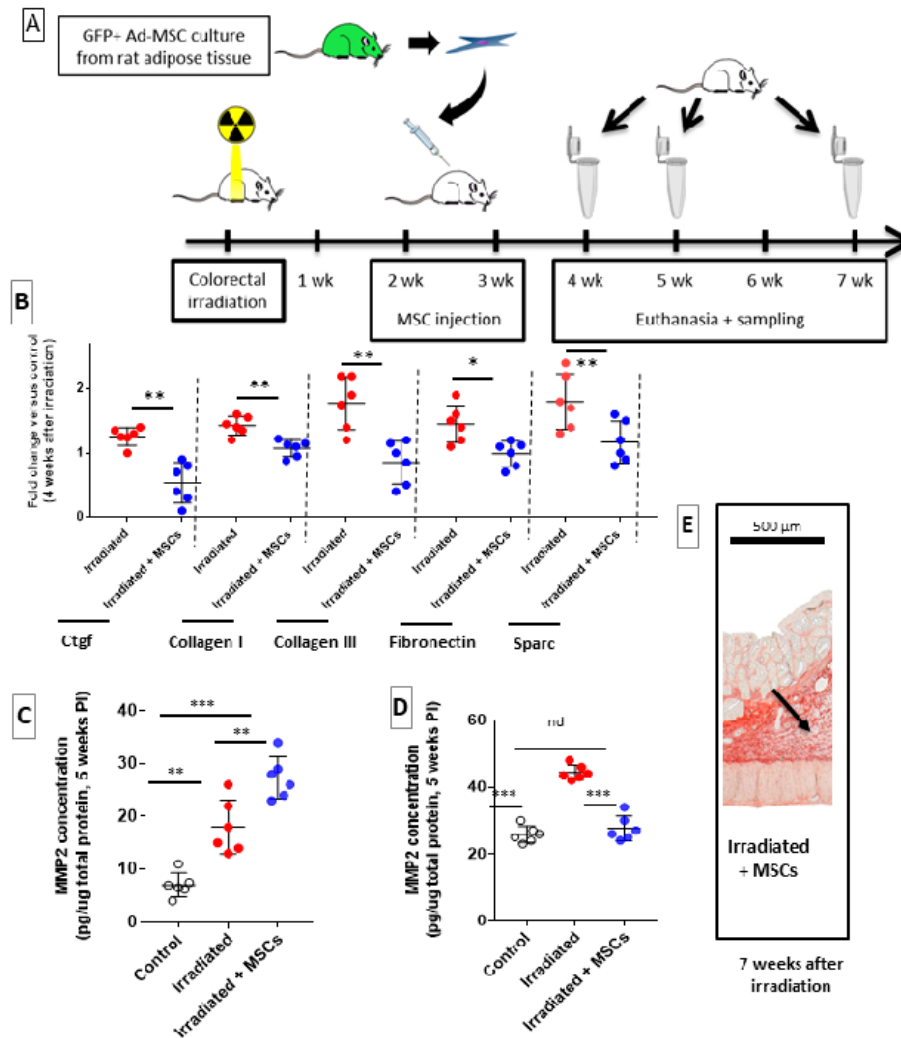 A
GFP+ Ad-MSC culture
from rat adipose tissue
Colorectal
irradiation
1 wk
2 wk
3 wk
MSC injection
4 wk
5 wk
6 wk
7 wk
Euthanasia + sampling
B
Fold change versus control
(4 weeks after irradiation)
2
1
0
**
**
**
*
**
Irradiated
Irradiated + MSCs
Irradiated
Irradiated + MSCs
Irradiated
Irradiated + MSCs
Irradiated
Irradiated + MSCs
Irradiated
Irradiated + MSCs
Ctgf
Collagen I
Collagen III
Fibronectin
Sparc
C
MMP2 concentration
(pg/ug total protein, 5 weeks PI)
40
30
20
10
0
***
**
**
Control
Irradiated
Irradiated + MSCs
D
MMP2 concentration
(pg/ug total protein, 5 weeks PI)
60
40
20
0
nd
***
***
Control
Irradiated
Irradiated + MSCs
E
500 µm
Irradiated
+ MSCs
7 weeks after
irradiation